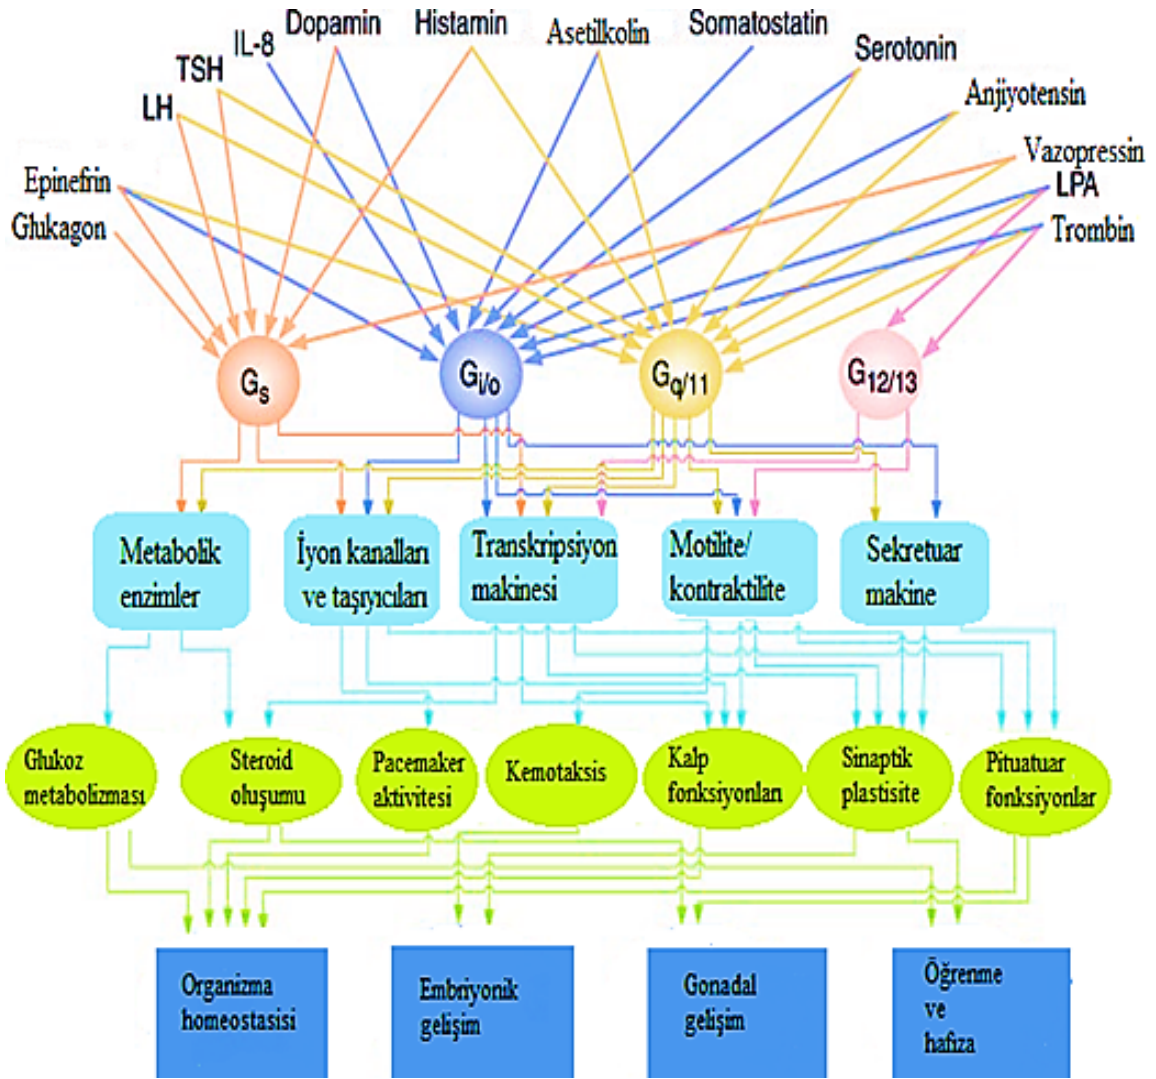 Dopamin
Histamin
Asetilkolin
Somatostatin
IL-8
TSH
LH
Serotonin
Anjiyotensin
Vazopressin
LPA
Trombin
Epinefrin
Glukagon
Gs
Gi/o
Gq/11
G12/13
Metabolik
enzimler
İyon kanalları
ve taşıyıcıları
Transkripsiyon
makinesi
Motilite/
kontraktilite
Sekretuar
makine
Glukoz
metabolizması
Steroid
oluşumu
Pacemaker
aktivitesi
Kemotaksis
Kalp
fonksiyonları
Sinaptik
plastisite
Pituatuar
fonksiyonlar
Organizma
homeostasisi
Embriyonik
gelişim
Gonadal
gelişim
Öğrenme
ve
hafıza